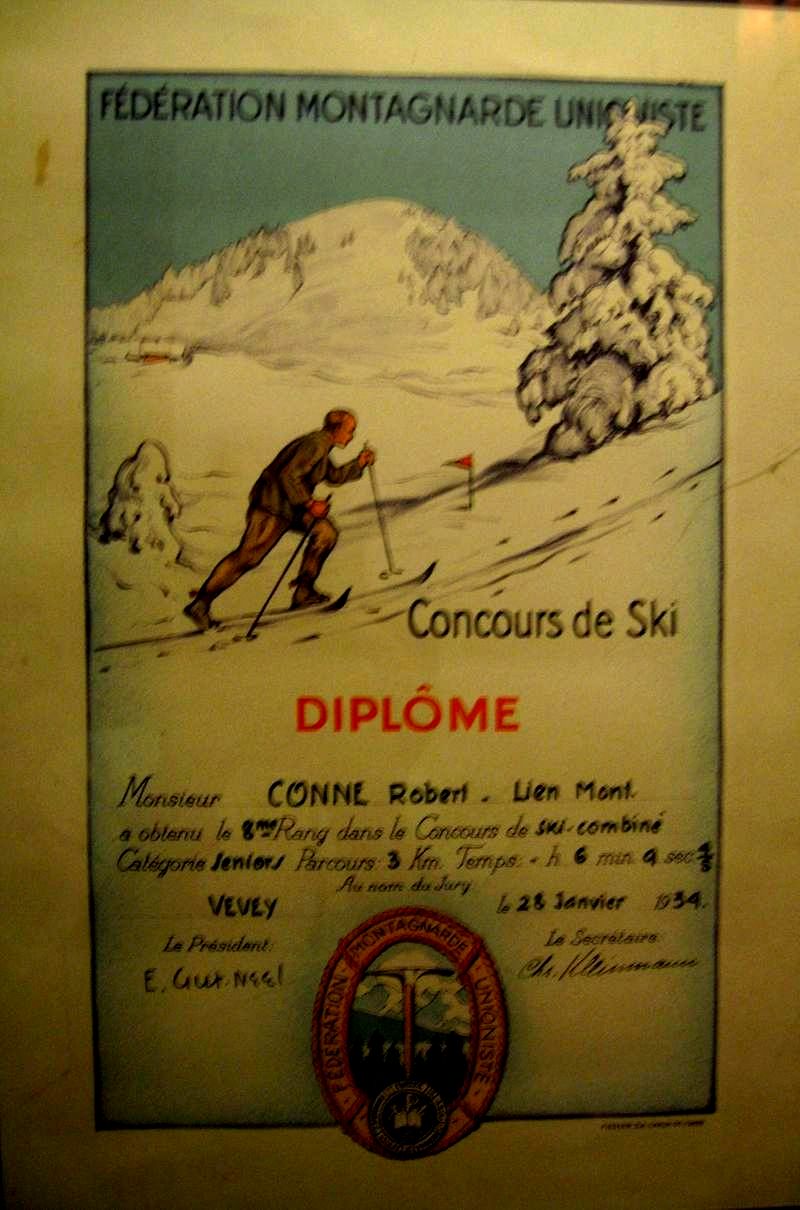 FÉDÉRATION MONTAGNARDE UNIONISTE
Concours de Ski
DIPLÔME
Monsieur CONNE Robert - Lien Mont.
a obtenu le 8me Rang dans le Concours de ski-combiné
Catégorie Seniors Parcours: 3 Km. Temps: - h. 6 min. 9 sec.
Au nom du Jury
VEVEY le 28 Janvier 1934.
Le Président: Le Secrétaire:
E. Chr. Kleinmann
FÉDÉRATION MONTAGNARDE UNIONISTE